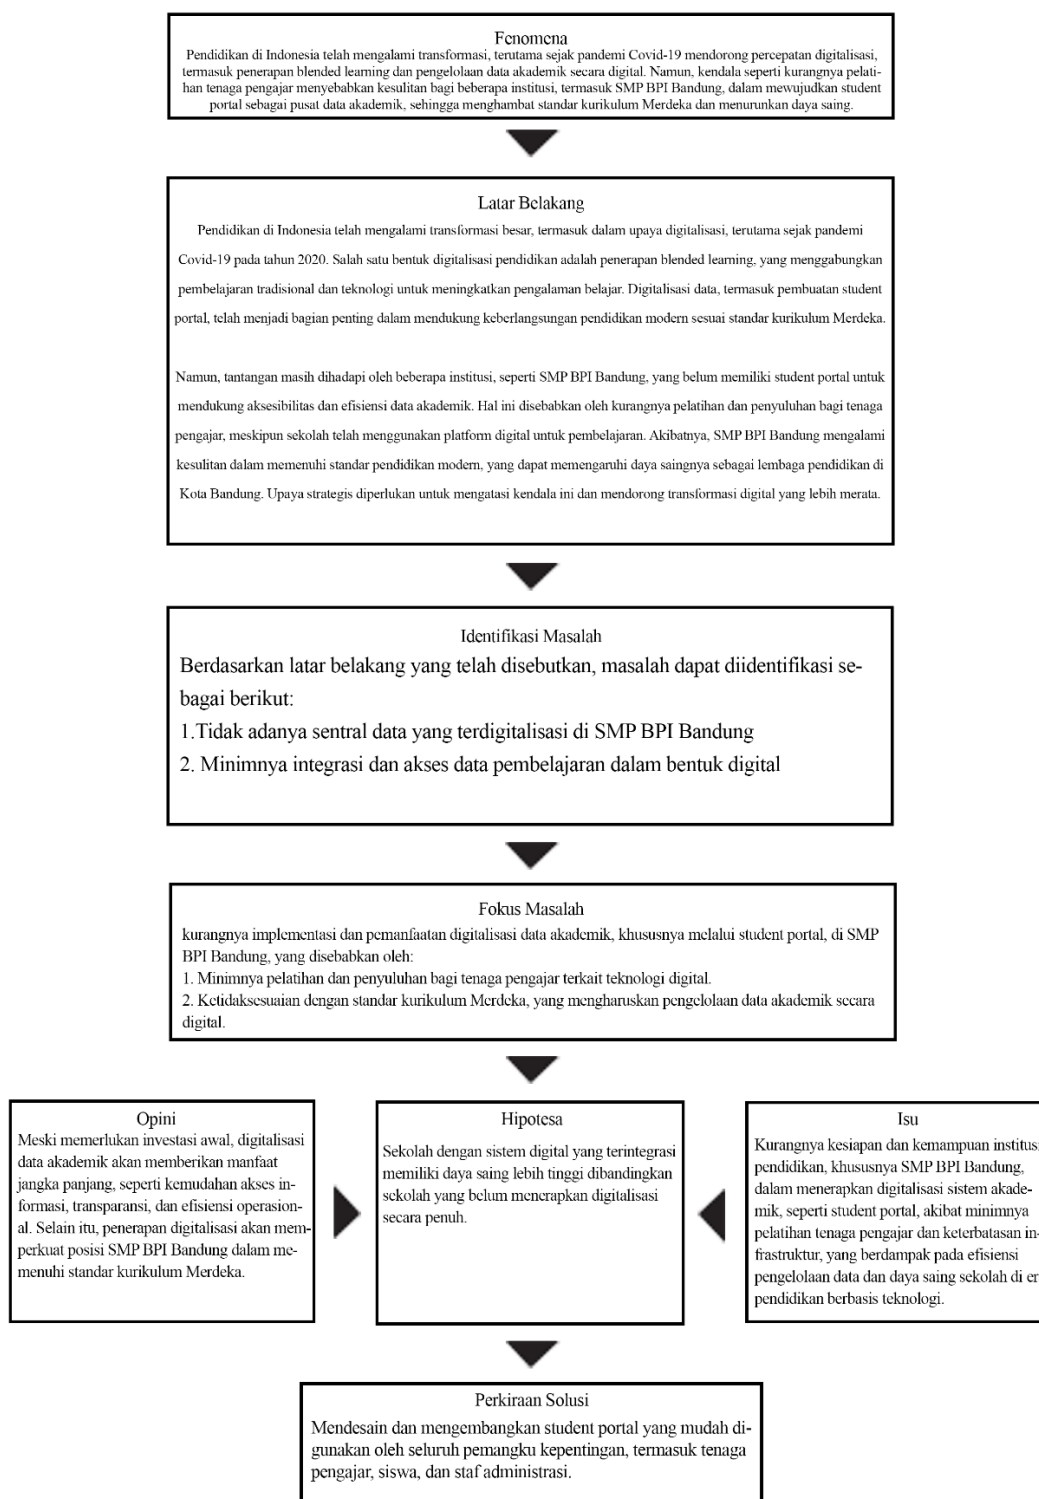 Fenomena
Pendidikan di Indonesia telah mengalami transformasi, terutama sejak pandemi Covid-19 mendorong percepatan digitalisasi,
termasuk penerapan blended learning dan pengelolaan data akademik secara digital. Namun, kendala seperti kurangnya pelati-
han tenaga pengajar menyebabkan kesulitan bagi beberapa institusi, termasuk SMP BPI Bandung, dalam mewujudkan student
portal sebagai pusat data akademik, sehingga menghambat standar kurikulum Merdeka dan menurunkan daya saing.
Latar Belakang
Pendidikan di Indonesia telah mengalami transformasi besar, termasuk dalam upaya digitalisasi, terutama sejak pandemi
Covid-19 pada tahun 2020. Salah satu bentuk digitalisasi pendidikan adalah penerapan blended learning, yang menggabungkan
pembelajaran tradisional dan teknologi untuk meningkatkan pengalaman belajar. Digitalisasi data, termasuk pembuatan student
portal, telah menjadi bagian penting dalam mendukung keberlangsungan pendidikan modern sesuai standar kurikulum Merdeka.
Namun, tantangan masih dihadapi oleh beberapa institusi, seperti SMP BPI Bandung, yang belum memiliki student portal untuk
mendukung aksesibilitas dan efisiensi data akademik. Hal ini disebabkan oleh kurangnya pelatihan dan penyuluhan bagi tenaga
pengajar, meskipun sekolah telah menggunakan platform digital untuk pembelajaran. Akibatnya, SMP BPI Bandung mengalami
kesulitan dalam memenuhi standar pendidikan modern, yang dapat memengaruhi daya saingnya sebagai lembaga pendidikan di
Kota Bandung. Upaya strategis diperlukan untuk mengatasi kendala ini dan mendorong transformasi digital yang lebih merata.
Identifikasi Masalah
Berdasarkan latar belakang yang telah disebutkan, masalah dapat diidentifikasi se-
bagai berikut:
1.Tidak adanya sentral data yang terdigitalisasi di SMP BPI Bandung
2. Minimnya integrasi dan akses data pembelajaran dalam bentuk digital
Fokus Masalah
kurangnya implementasi dan pemanfaatan digitalisasi data akademik, khususnya melalui student portal, di SMP
BPI Bandung, yang disebabkan oleh:
1. Minimnya pelatihan dan penyuluhan bagi tenaga pengajar terkait teknologi digital.
2. Ketidaksesuaian dengan standar kurikulum Merdeka, yang mengharuskan pengelolaan data akademik secara
digital.
Opini
Meski memerlukan investasi awal, digitalisasi
data akademik akan memberikan manfaat
jangka panjang, seperti kemudahan akses in-
formasi, transparansi, dan efisiensi operasion-
al. Selain itu, penerapan digitalisasi akan mem-
perkuat posisi SMP BPI Bandung dalam me-
menuhi standar kurikulum Merdeka.
Hipotesa
Sekolah dengan sistem digital yang terintegrasi
memiliki daya saing lebih tinggi dibandingkan
sekolah yang belum menerapkan digitalisasi
secara penuh.
Isu
Kurangnya kesiapan dan kemampuan institusi
pendidikan, khususnya SMP BPI Bandung,
dalam menerapkan digitalisasi sistem akade-
mik, seperti student portal, akibat minimnya
pelatihan tenaga pengajar dan keterbatasan in-
frastruktur, yang berdampak pada efisiensi
pengelolaan data dan daya saing sekolah di er
pendidikan berbasis teknologi.
Perkiraan Solusi
Mendesain dan mengembangkan student portal yang mudah di-
gunakan oleh seluruh pemangku kepentingan, termasuk tenaga
pengajar, siswa, dan staf administrasi.